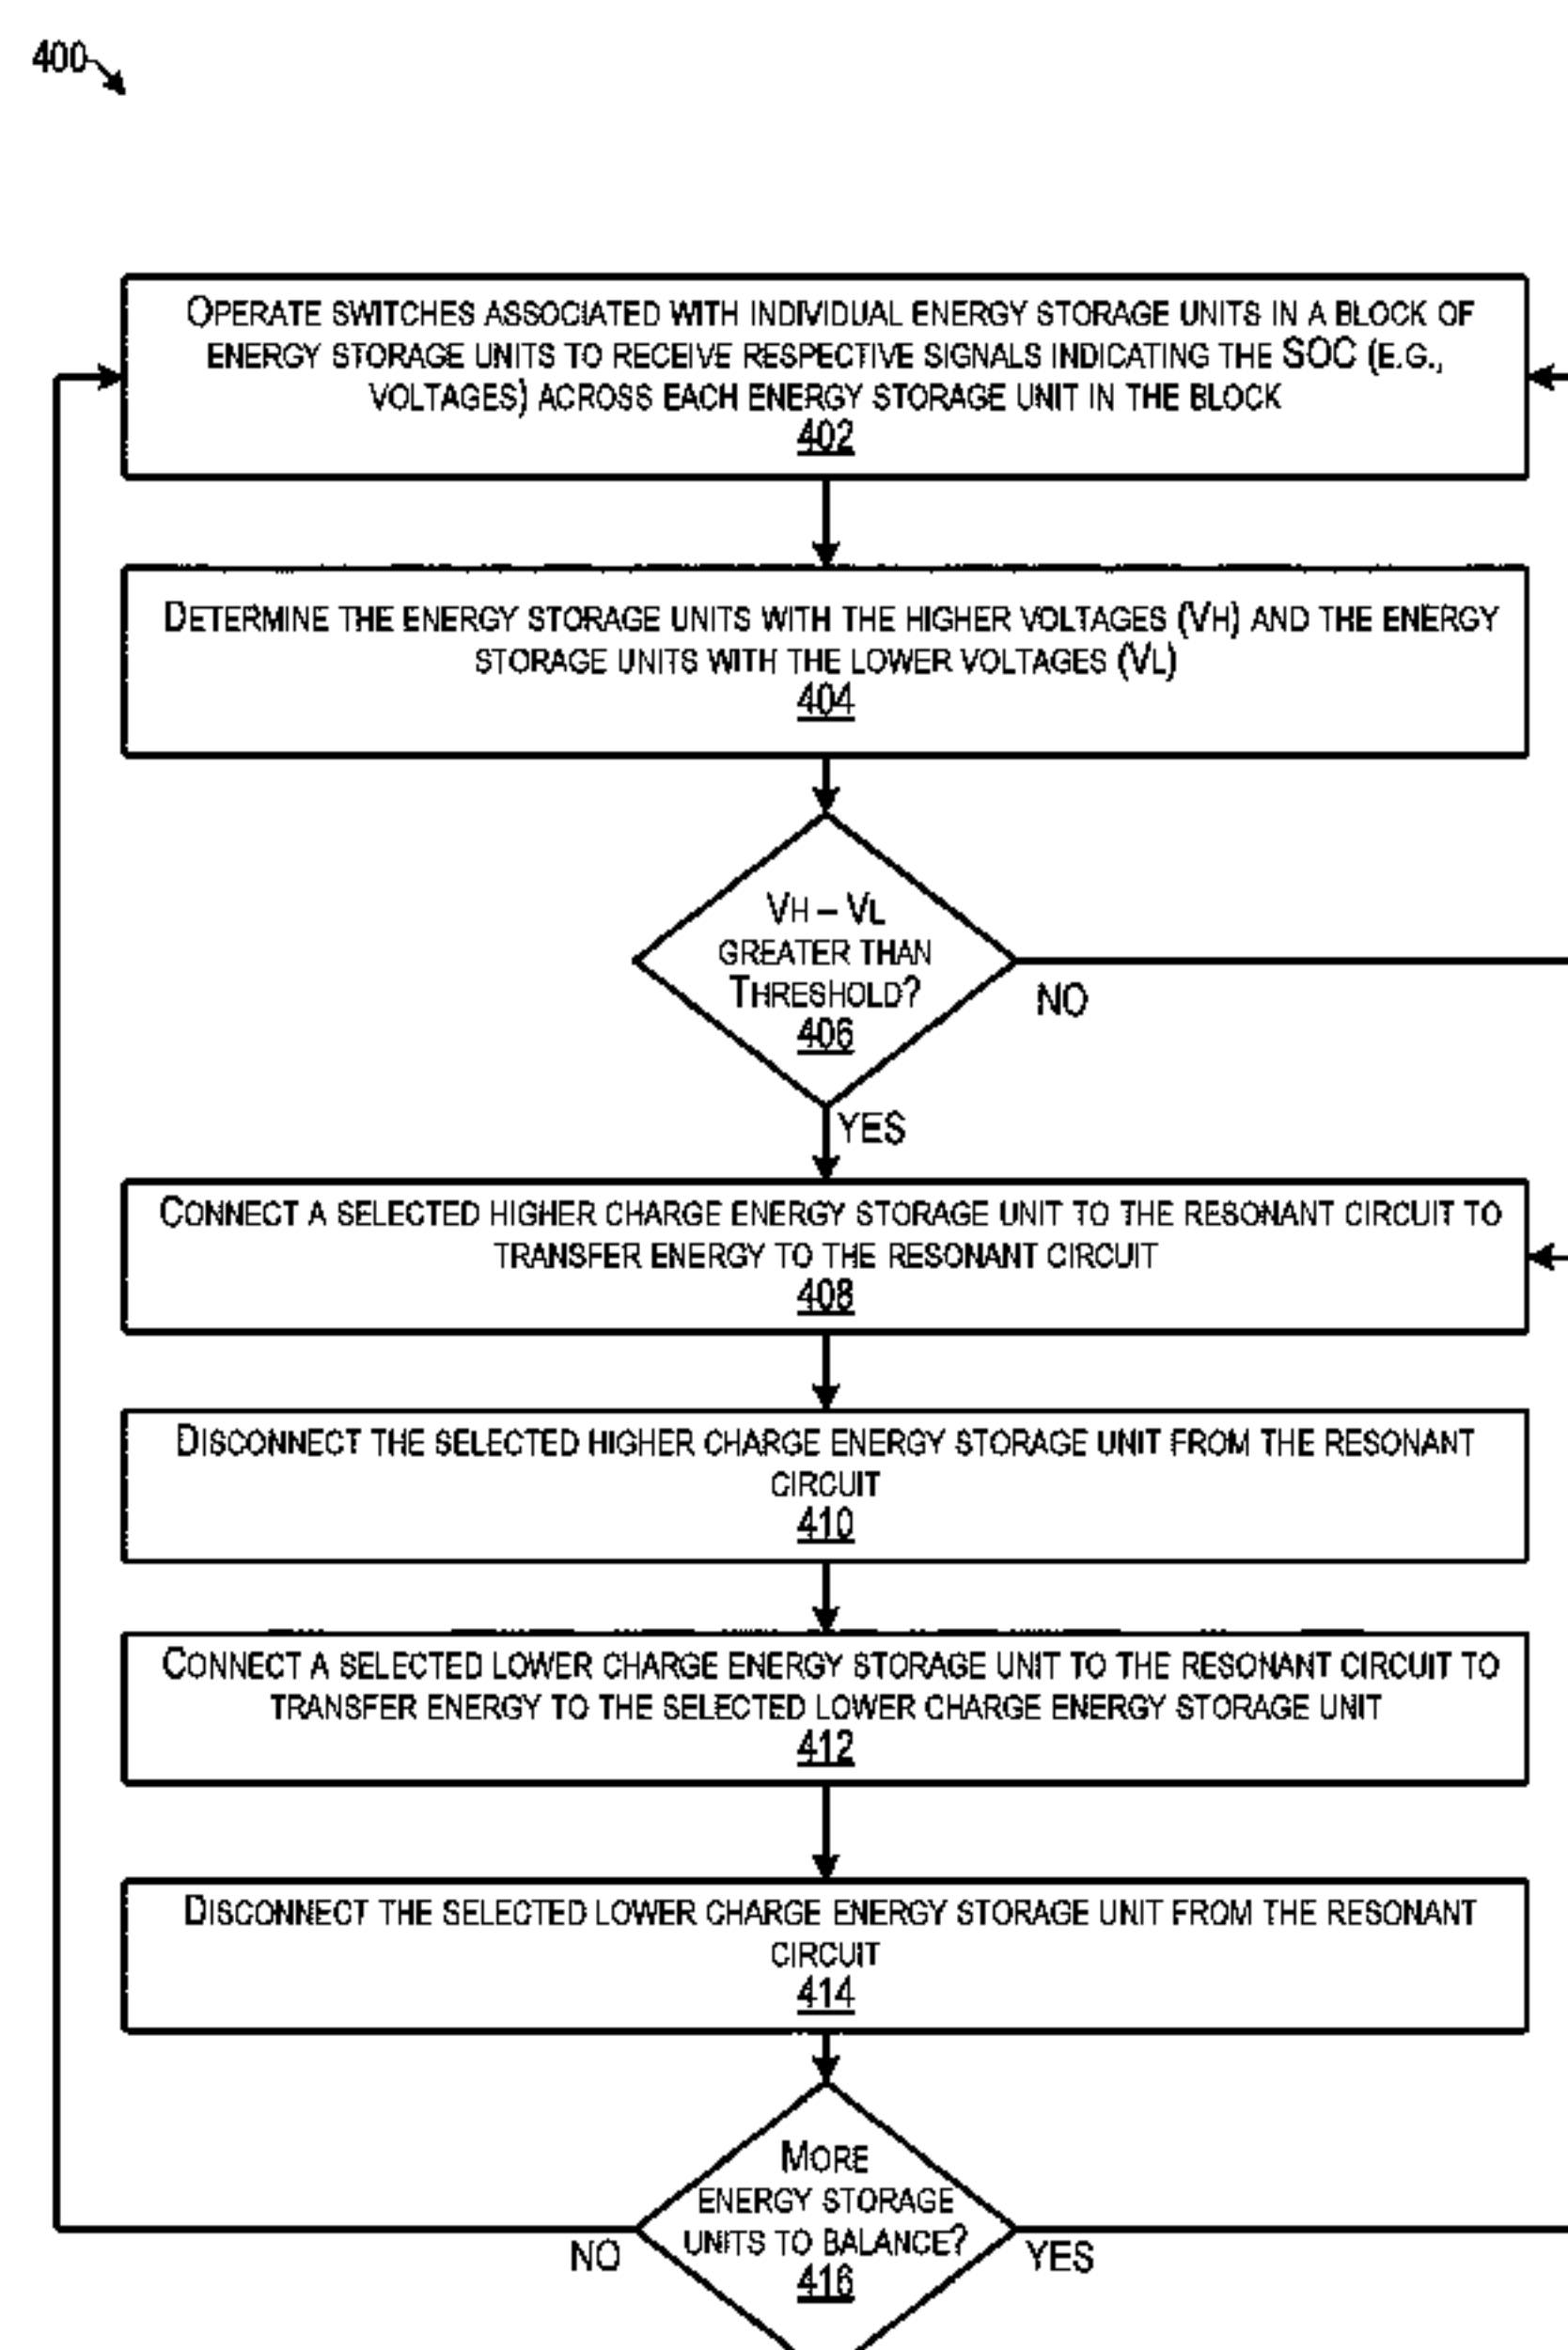 400
OPERATE SWITCHES ASSOCIATED WITH INDIVIDUAL ENERGY STORAGE UNITS IN A BLOCK OF
ENERGY STORAGE UNITS TO RECEIVE RESPECTIVE SIGNALS INDICATING THE SOC (E.G.,
VOLTAGES) ACROSS EACH ENERGY STORAGE UNIT IN THE BLOCK
402
DETERMINE THE ENERGY STORAGE UNITS WITH THE HIGHER VOLTAGES (VH) AND THE ENERGY
STORAGE UNITS WITH THE LOWER VOLTAGES (VL)
404
VH – VL
GREATER THAN
THRESHOLD?
406
NO
YES
CONNECT A SELECTED HIGHER CHARGE ENERGY STORAGE UNIT TO THE RESONANT CIRCUIT TO
TRANSFER ENERGY TO THE RESONANT CIRCUIT
408
DISCONNECT THE SELECTED HIGHER CHARGE ENERGY STORAGE UNIT FROM THE RESONANT
CIRCUIT
410
CONNECT A SELECTED LOWER CHARGE ENERGY STORAGE UNIT TO THE RESONANT CIRCUIT TO
TRANSFER ENERGY TO THE SELECTED LOWER CHARGE ENERGY STORAGE UNIT
412
DISCONNECT THE SELECTED LOWER CHARGE ENERGY STORAGE UNIT FROM THE RESONANT
CIRCUIT
414
MORE
ENERGY STORAGE
UNITS TO BALANCE?
416
NO
YES